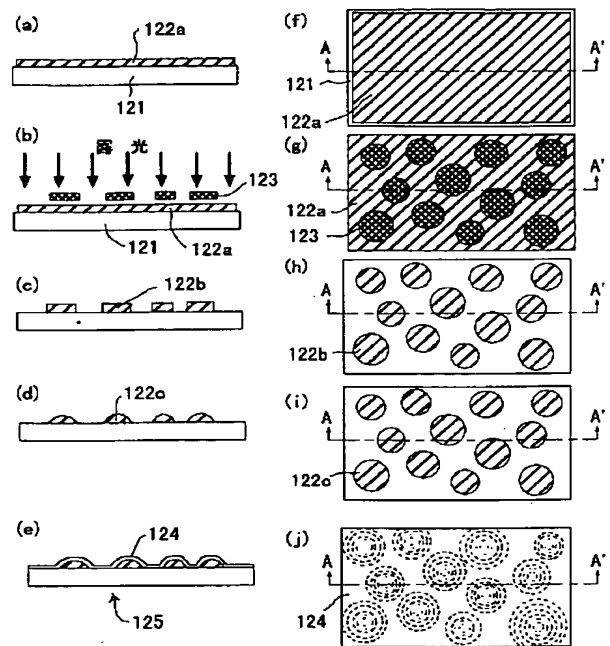 (a)
122a
121
(b)
露 光
123
121
122a
(c)
122b
(d)
122c
(e)
124
125
(f)
A A'
121
122a
(g)
A A'
122a
123
(h)
A A'
122b
(i)
A A'
122c
(j)
A A'
124